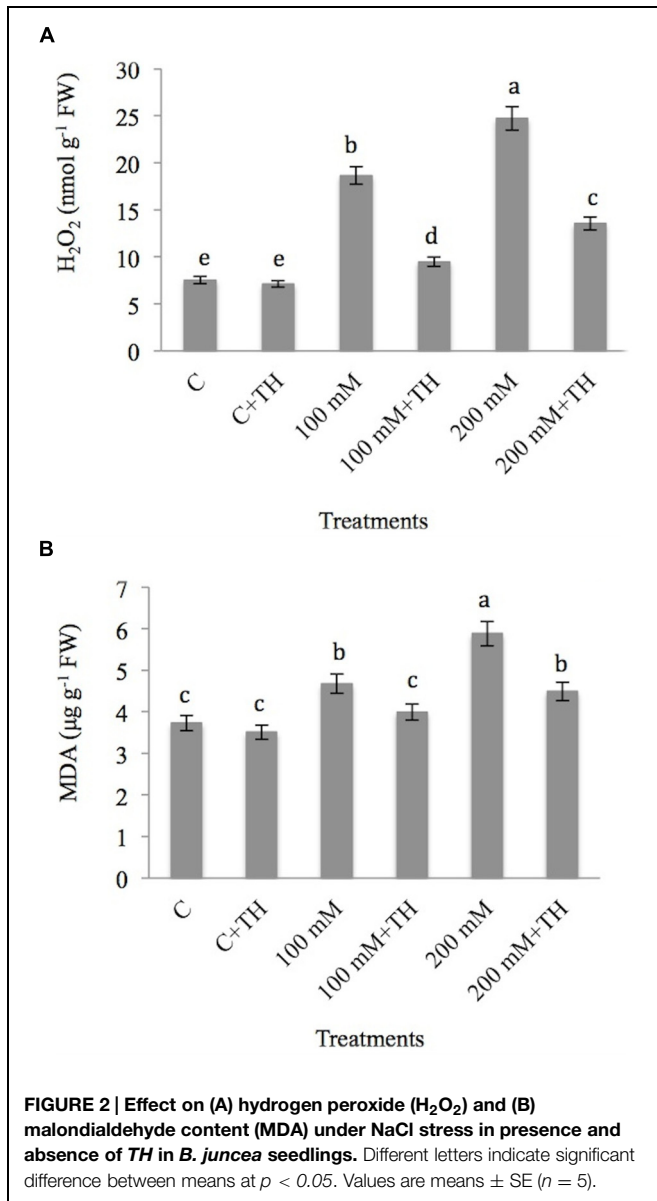 A
H₂O₂ (nmol g⁻¹ FW)
30
25
20
15
10
5
0
e
e
b
d
a
c
C
C+TH
100 mM
100 mM+TH
200 mM
200 mM+TH
Treatments
B
MDA (µg g⁻¹ FW)
7
6
5
4
3
2
1
0
c
c
b
c
a
b
C
C+TH
100 mM
100 mM+TH
200 mM
200 mM+TH
Treatments
FIGURE 2 | Effect on (A) hydrogen peroxide (H₂O₂) and (B)
malondialdehyde content (MDA) under NaCl stress in presence and
absence of TH in B. juncea seedlings. Different letters indicate significant
difference between means at p < 0.05. Values are means ± SE (n = 5).